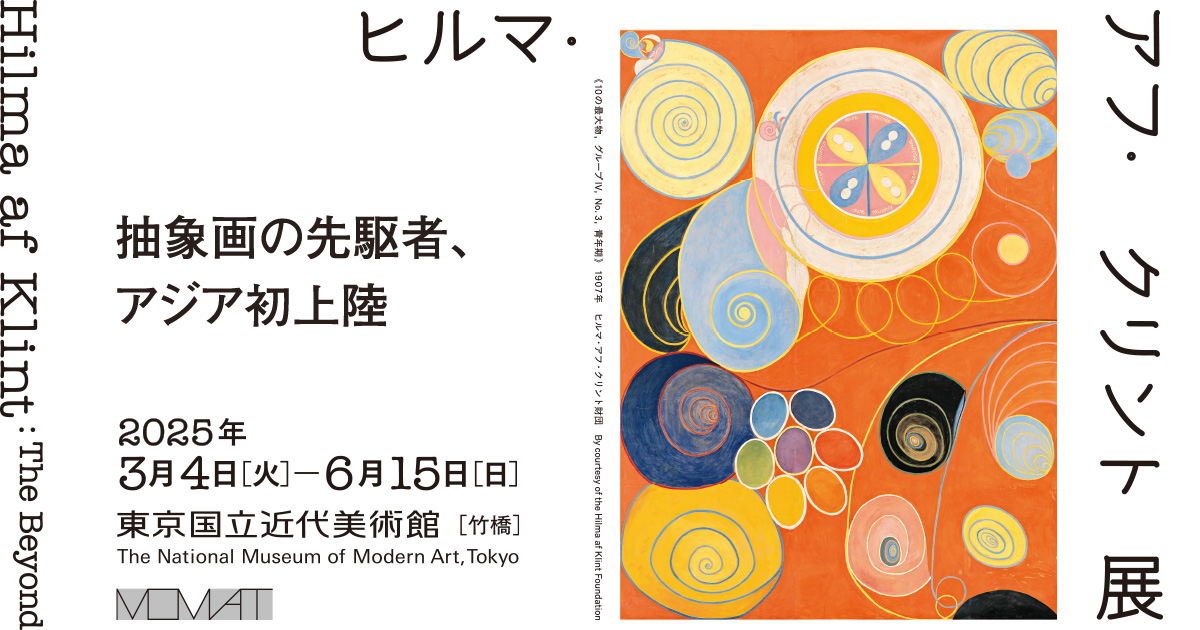 Hilma af Klint: The Beyond
ヒルマ・
アフ・クリント展
抽象画の先駆者、
アジア初上陸
2025年
3月4日[火]—6月15日[日]
東京国立近代美術館 [竹橋]
The National Museum of Modern Art, Tokyo
MOMAT
《10の最大物，グループIV，No. 3，青年期》 1907年 ヒルマ・アフ・クリント財団 By courtesy of the Hilma af Klint Foundation